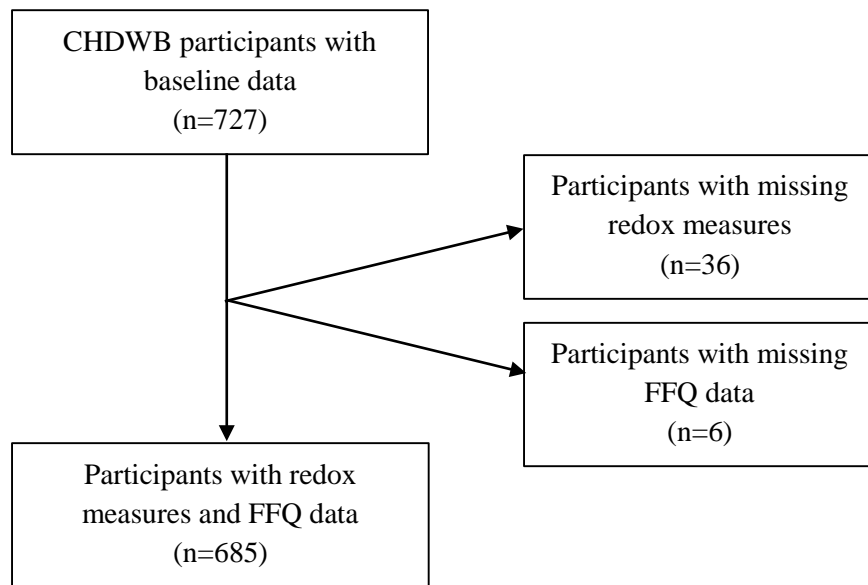 CHDWB participants with
baseline data
(n=727)
Participants with missing
redox measures
(n=36)
Participants with missing
FFQ data
(n=6)
Participants with redox
measures and FFQ data
(n=685)